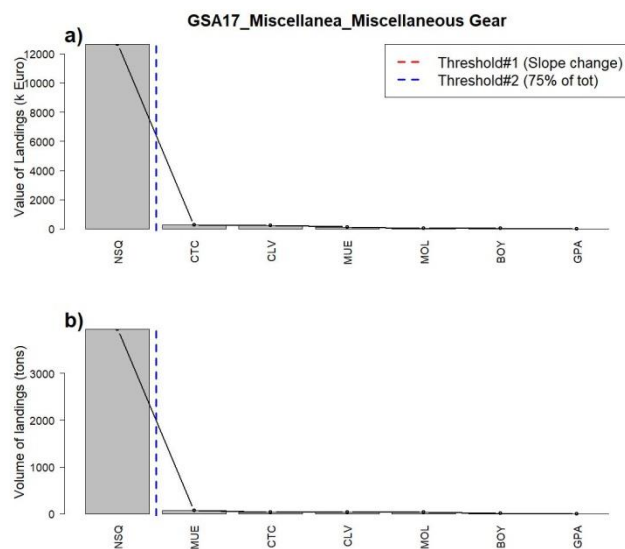 GSA17_Miscellanea_Miscellaneous Gear
a)
Threshold#1 (Slope change)
Threshold#2 (75% of tot)
Value of Landings (k Euro)
12000
10000
8000
6000
4000
2000
0
NSQ CTC CLV MUE MOL BOY GPA
b)
Volume of landings (tons)
3000
2000
1000
0
NSQ MUE CTC CLV MOL BOY GPA